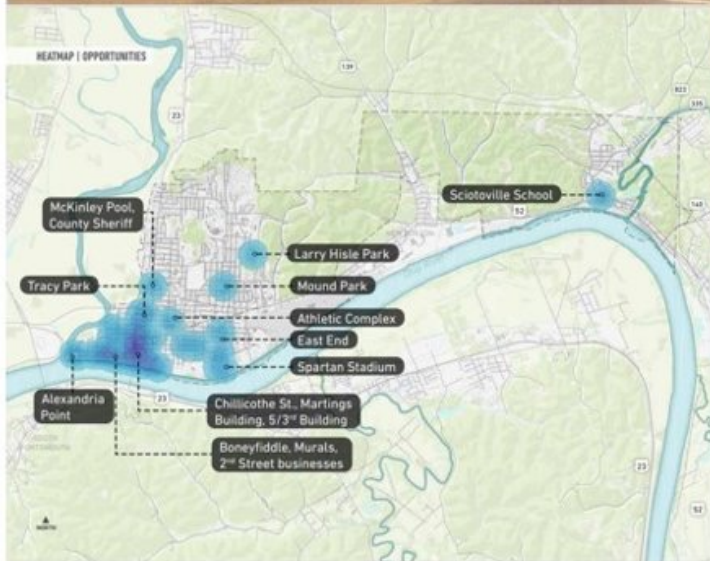 HEATMAP | OPPORTUNITIES
139
823
335
23
McKinley Pool,
County Sheriff
Sciotoville School
52
140
Larry Hisle Park
Tracy Park
Mound Park
Athletic Complex
East End
Spartan Stadium
Alexandria
Point
23
Chillicothe St., Martings
Building, 5/3rd Building
Boneyfiddle, Murals,
2nd Street businesses
23
52
NORTH